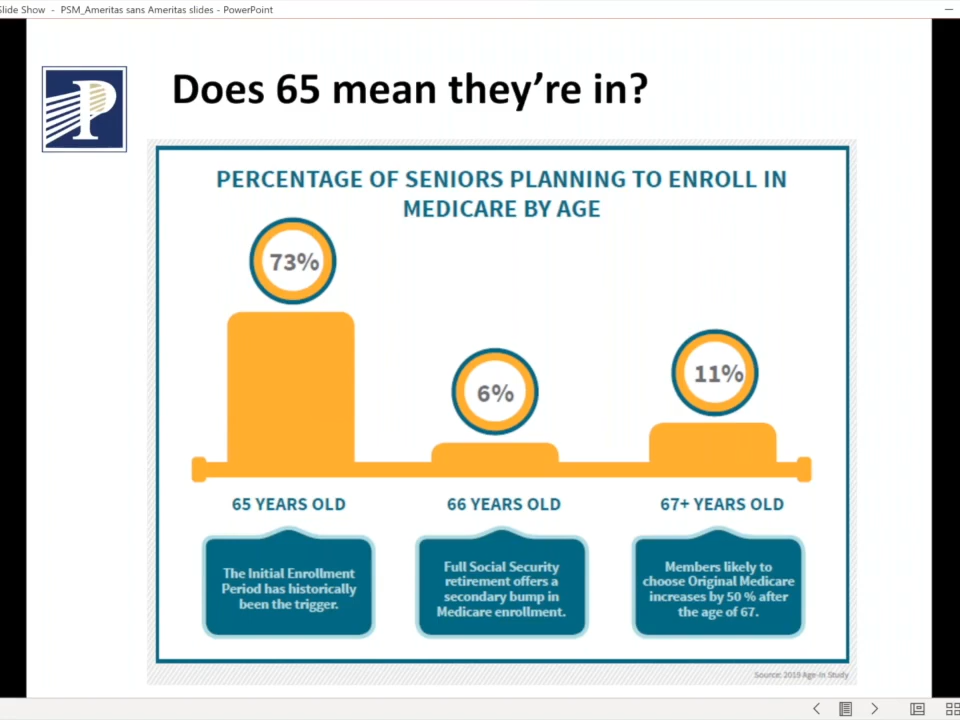 Slide Show - PSM_Ameritas sans Ameritas slides - PowerPoint
P
Does 65 mean they're in?
PERCENTAGE OF SENIORS PLANNING TO ENROLL IN
MEDICARE BY AGE
73%
6%
11%
65 YEARS OLD
66 YEARS OLD
67+ YEARS OLD
The Initial Enrollment
Period has historically
been the trigger.
Full Social Security
retirement offers a
secondary bump in
Medicare enrollment.
Members likely to
choose Original Medicare
increases by 50 % after
the age of 67.
Source: 2019 Age-In Study